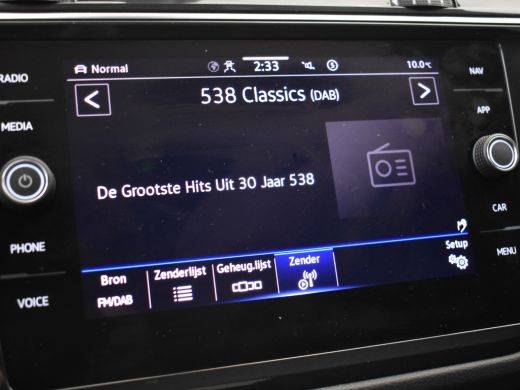 RADIO
MEDIA
PHONE
VOICE
Normal
2:33
10.0°C
538 Classics (DAB)
De Grootste Hits Uit 30 Jaar 538
Bron
FM/DAB
Zenderlijst
Geheug.lijst
Zender
Setup
NAV
APP
CAR
MENU